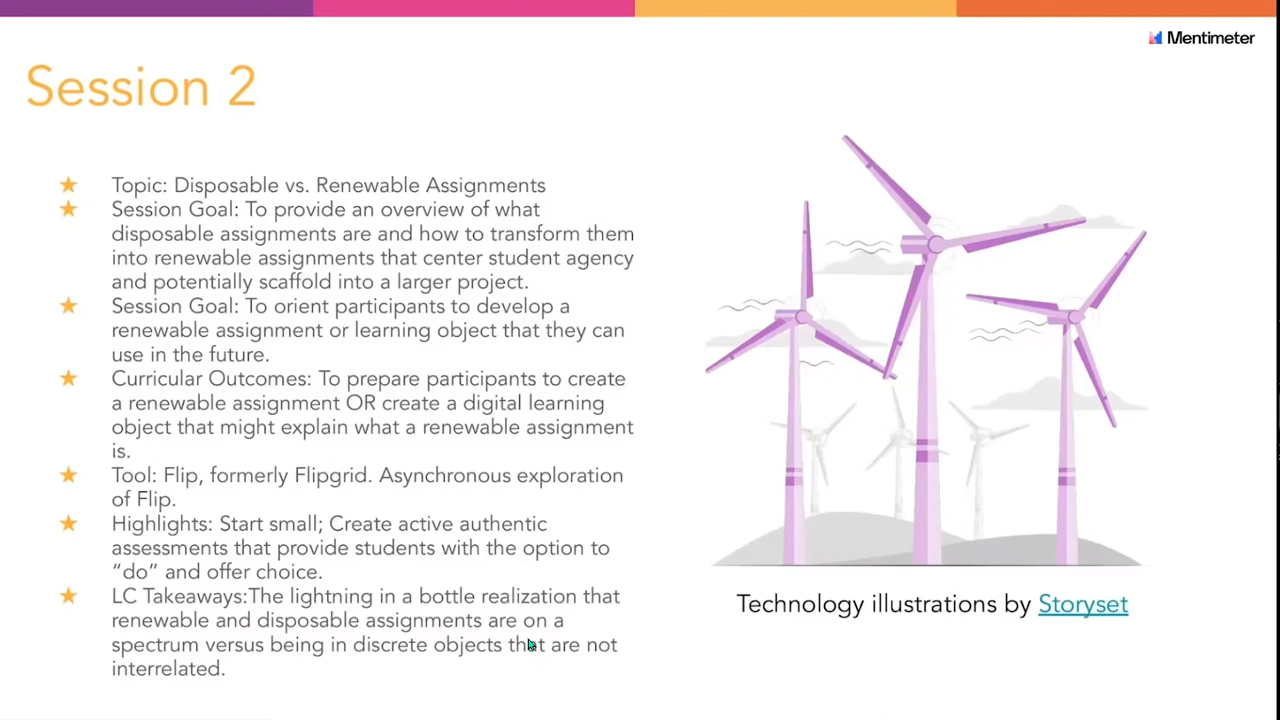 Mentimeter
Session 2
Topic: Disposable vs. Renewable Assignments
Session Goal: To provide an overview of what
disposable assignments are and how to transform them
into renewable assignments that center student agency
and potentially scaffold into a larger project.
Session Goal: To orient participants to develop a
renewable assignment or learning object that they can
use in the future.
Curricular Outcomes: To prepare participants to create
a renewable assignment OR create a digital learning
object that might explain what a renewable assignment
is.
Tool: Flip, formerly Flipgrid. Asynchronous exploration
of Flip.
Highlights: Start small; Create active authentic
assessments that provide students with the option to
“do” and offer choice.
LC Takeaways:The lightning in a bottle realization that
renewable and disposable assignments are on a
spectrum versus being in discrete objects that are not
interrelated.
Technology illustrations by Storyset